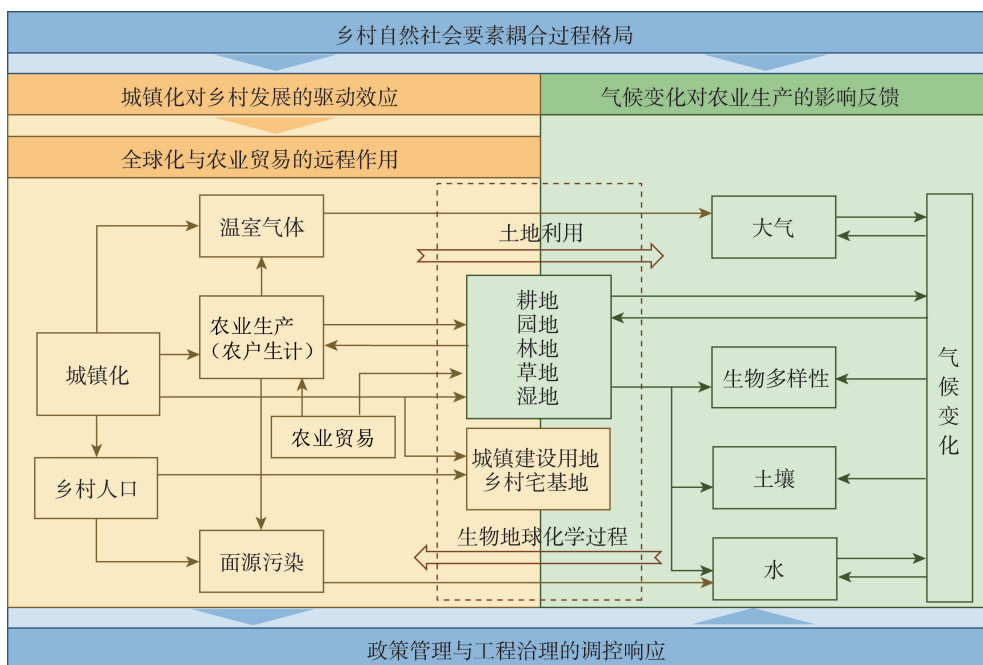 乡村自然社会要素耦合过程格局
城镇化对乡村发展的驱动效应
气候变化对农业生产的影响反馈
全球化与农业贸易的远程作用
温室气体
土地利用
大气
耕地
园地
林地
草地
湿地
农业生产
（农户生计）
城镇化
生物多样性
气候变化
农业贸易
城镇建设用地
乡村宅基地
乡村人口
土壤
生物地球化学过程
面源污染
水
政策管理与工程治理的调控响应